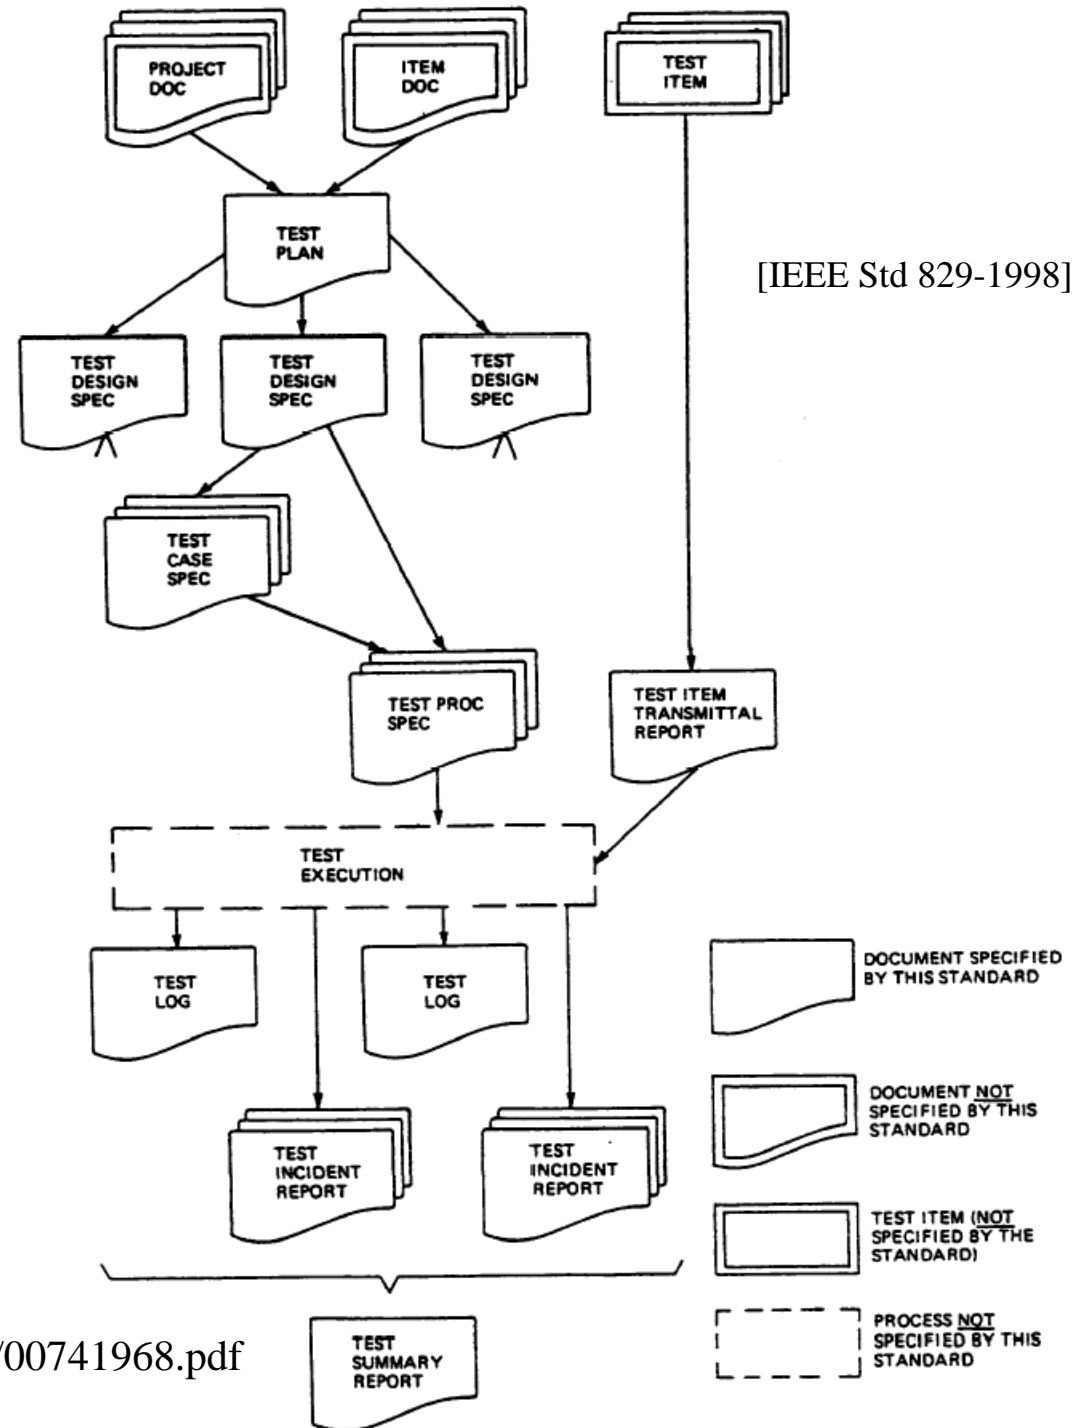 PROJECT
DOC
ITEM
DOC
TEST
ITEM
TEST
PLAN
[IEEE Std 829-1998]
TEST
DESIGN
SPEC
TEST
DESIGN
SPEC
TEST
DESIGN
SPEC
TEST
CASE
SPEC
TEST PROC
SPEC
TEST ITEM
TRANSMITTAL
REPORT
TEST
EXECUTION
TEST
LOG
TEST
LOG
DOCUMENT SPECIFIED
BY THIS STANDARD
DOCUMENT NOT
SPECIFIED BY THIS
STANDARD
TEST
INCIDENT
REPORT
TEST
INCIDENT
REPORT
TEST ITEM (NOT
SPECIFIED BY THE
STANDARD)
PROCESS NOT
SPECIFIED BY THIS
STANDARD
/00741968.pdf
TEST
SUMMARY
REPORT